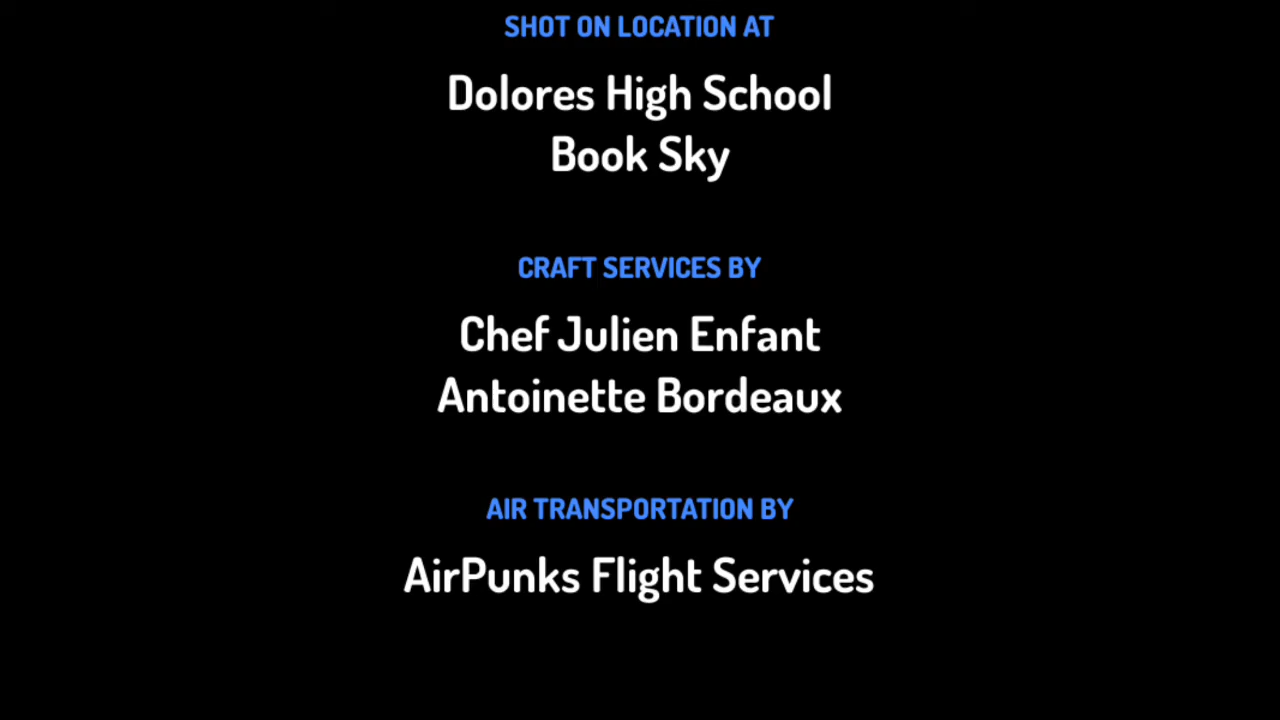 SHOT ON LOCATION AT
Dolores High School
Book Sky
CRAFT SERVICES BY
Chef Julien Enfant
Antoinette Bordeaux
AIR TRANSPORTATION BY
AirPunks Flight Services